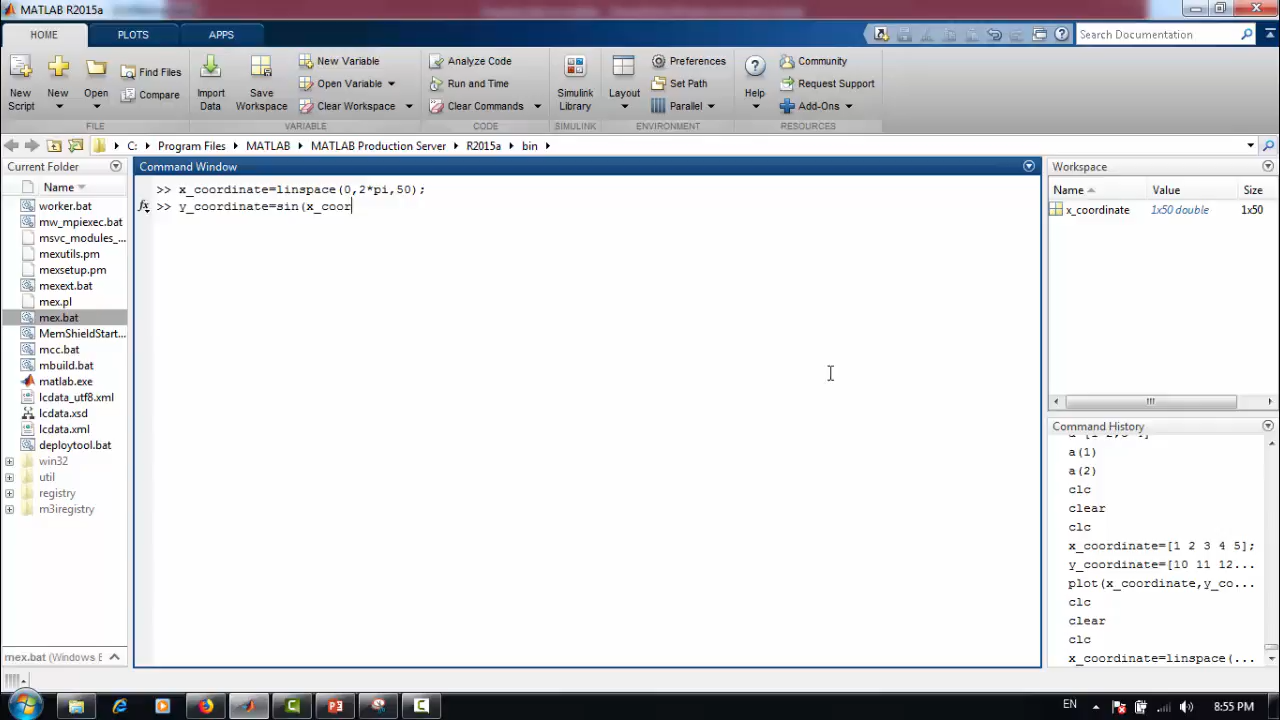 MATLAB R2015a
HOME PLOTS APPS Search Documentation
New Script New Open Find Files Compare Import Data Save Workspace New Variable Open Variable Clear Workspace Analyze Code Run and Time Clear Commands Simulink Library Layout Preferences Set Path Parallel Help Community Request Support Add-Ons
FILE VARIABLE CODE SIMULINK ENVIRONMENT RESOURCES
C: Program Files MATLAB MATLAB Production Server R2015a bin
Current Folder
Name
worker.bat
mw_mpiexec.bat
msvc_modules_...
mexutils.pm
mexsetup.pm
mexext.bat
mex.pl
mex.bat
MemShieldStart...
mcc.bat
mbuild.bat
matlab.exe
lcdata_utf8.xml
lcdata.xsd
lcdata.xml
deploytool.bat
win32
util
registry
m3iregistry
mex.bat (Windows B
Command Window
>> x_coordinate=linspace(0,2*pi,50);
fx >> y_coordinate=sin(x_coor
Workspace
Name Value Size
x_coordinate 1x50 double 1x50
Command History
a(1)
a(2)
clc
clear
clc
x_coordinate=[1 2 3 4 5];
y_coordinate=[10 11 12...
plot(x_coordinate,y_co...
clc
clear
clc
x_coordinate=linspace(...
EN 8:55 PM